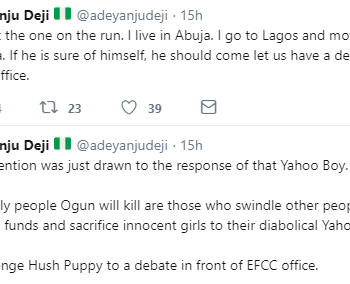 nju Deji @adeyanjudeji · 15h
the one on the run. I live in Abuja. I go to Lagos and mo
. If he is sure of himself, he should come let us have a de
ffice.
23 39
nju Deji @adeyanjudeji · 15h
ention was just drawn to the response of that Yahoo Boy.
ly people Ogun will kill are those who swindle other peop
funds and sacrifice innocent girls to their diabolical Yaho
nge Hush Puppy to a debate in front of EFCC office.